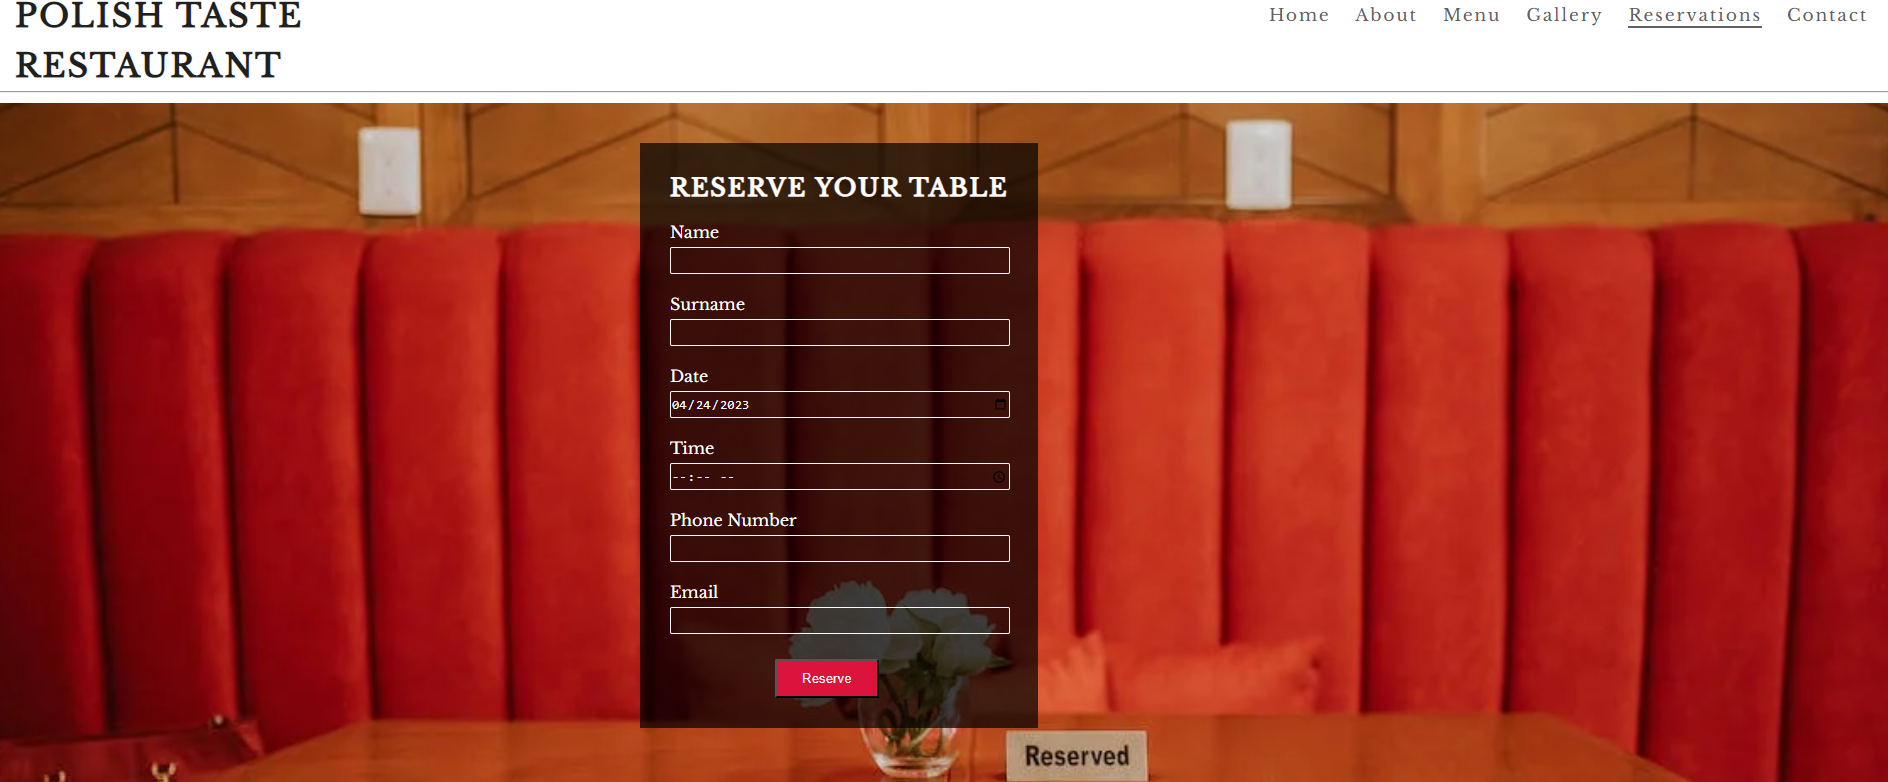 POLISH TASTE
RESTAURANT
Home About Menu Gallery Reservations Contact
RESERVE YOUR TABLE
Name
Surname
Date
04/24/2023
Time
--:-- --
Phone Number
Email
Reserve
Reserved